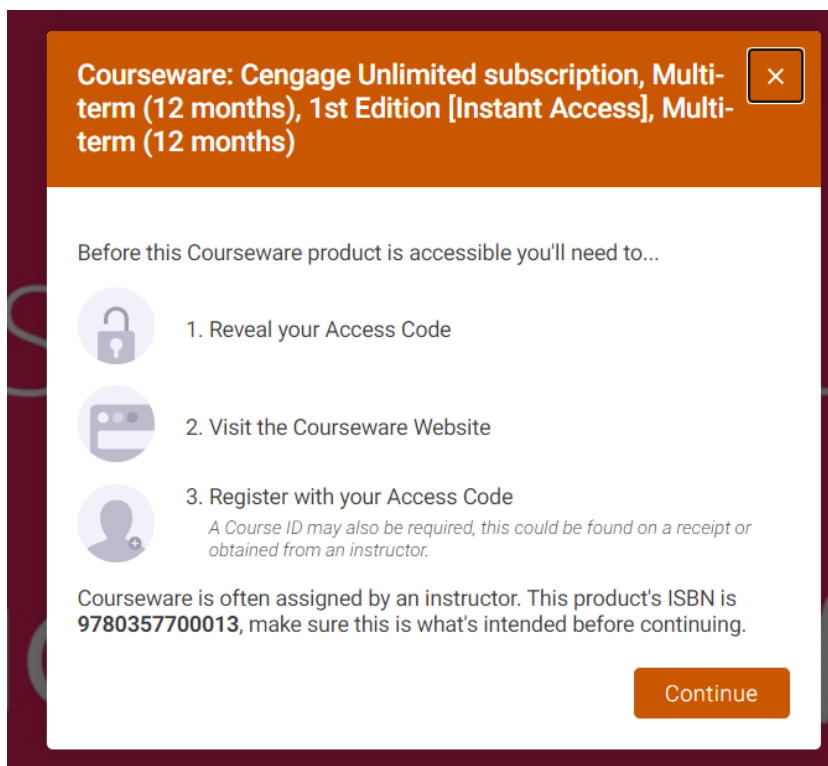 Courseware: Cengage Unlimited subscription, Multi-
term (12 months), 1st Edition [Instant Access], Multi-
term (12 months)
Before this Courseware product is accessible you'll need to...
1. Reveal your Access Code
2. Visit the Courseware Website
3. Register with your Access Code
A Course ID may also be required, this could be found on a receipt or
obtained from an instructor.
Courseware is often assigned by an instructor. This product's ISBN is
9780357700013, make sure this is what's intended before continuing.
Continue